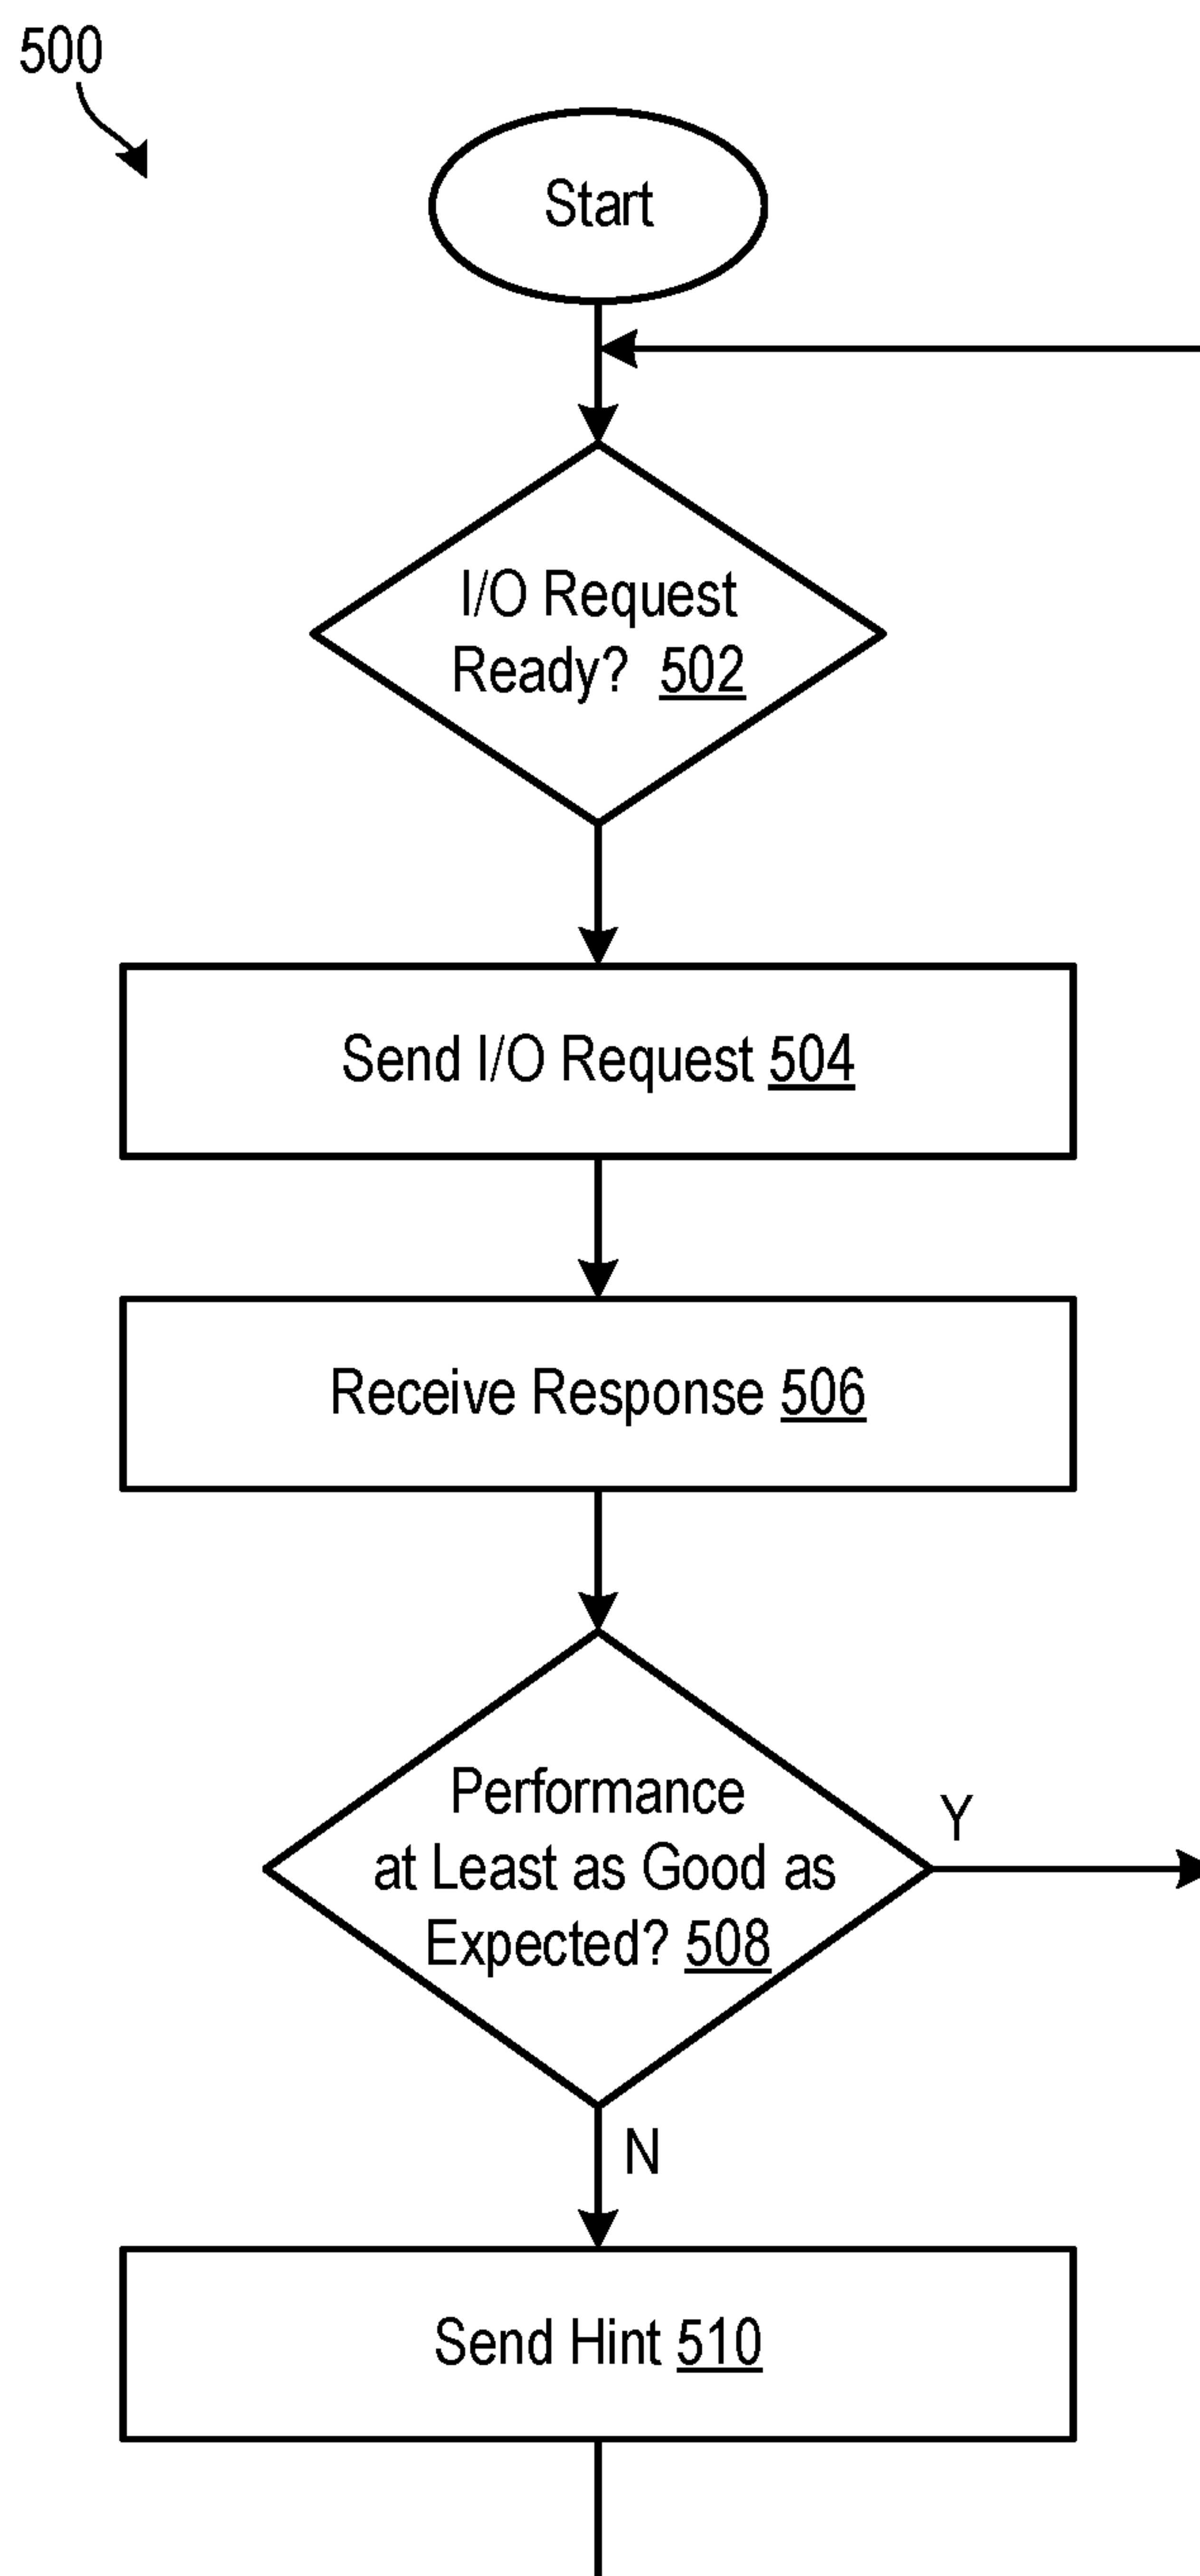 500
Start
I/O Request
Ready? 502
Send I/O Request 504
Receive Response 506
Performance
at Least as Good as
Expected? 508
Y
N
Send Hint 510